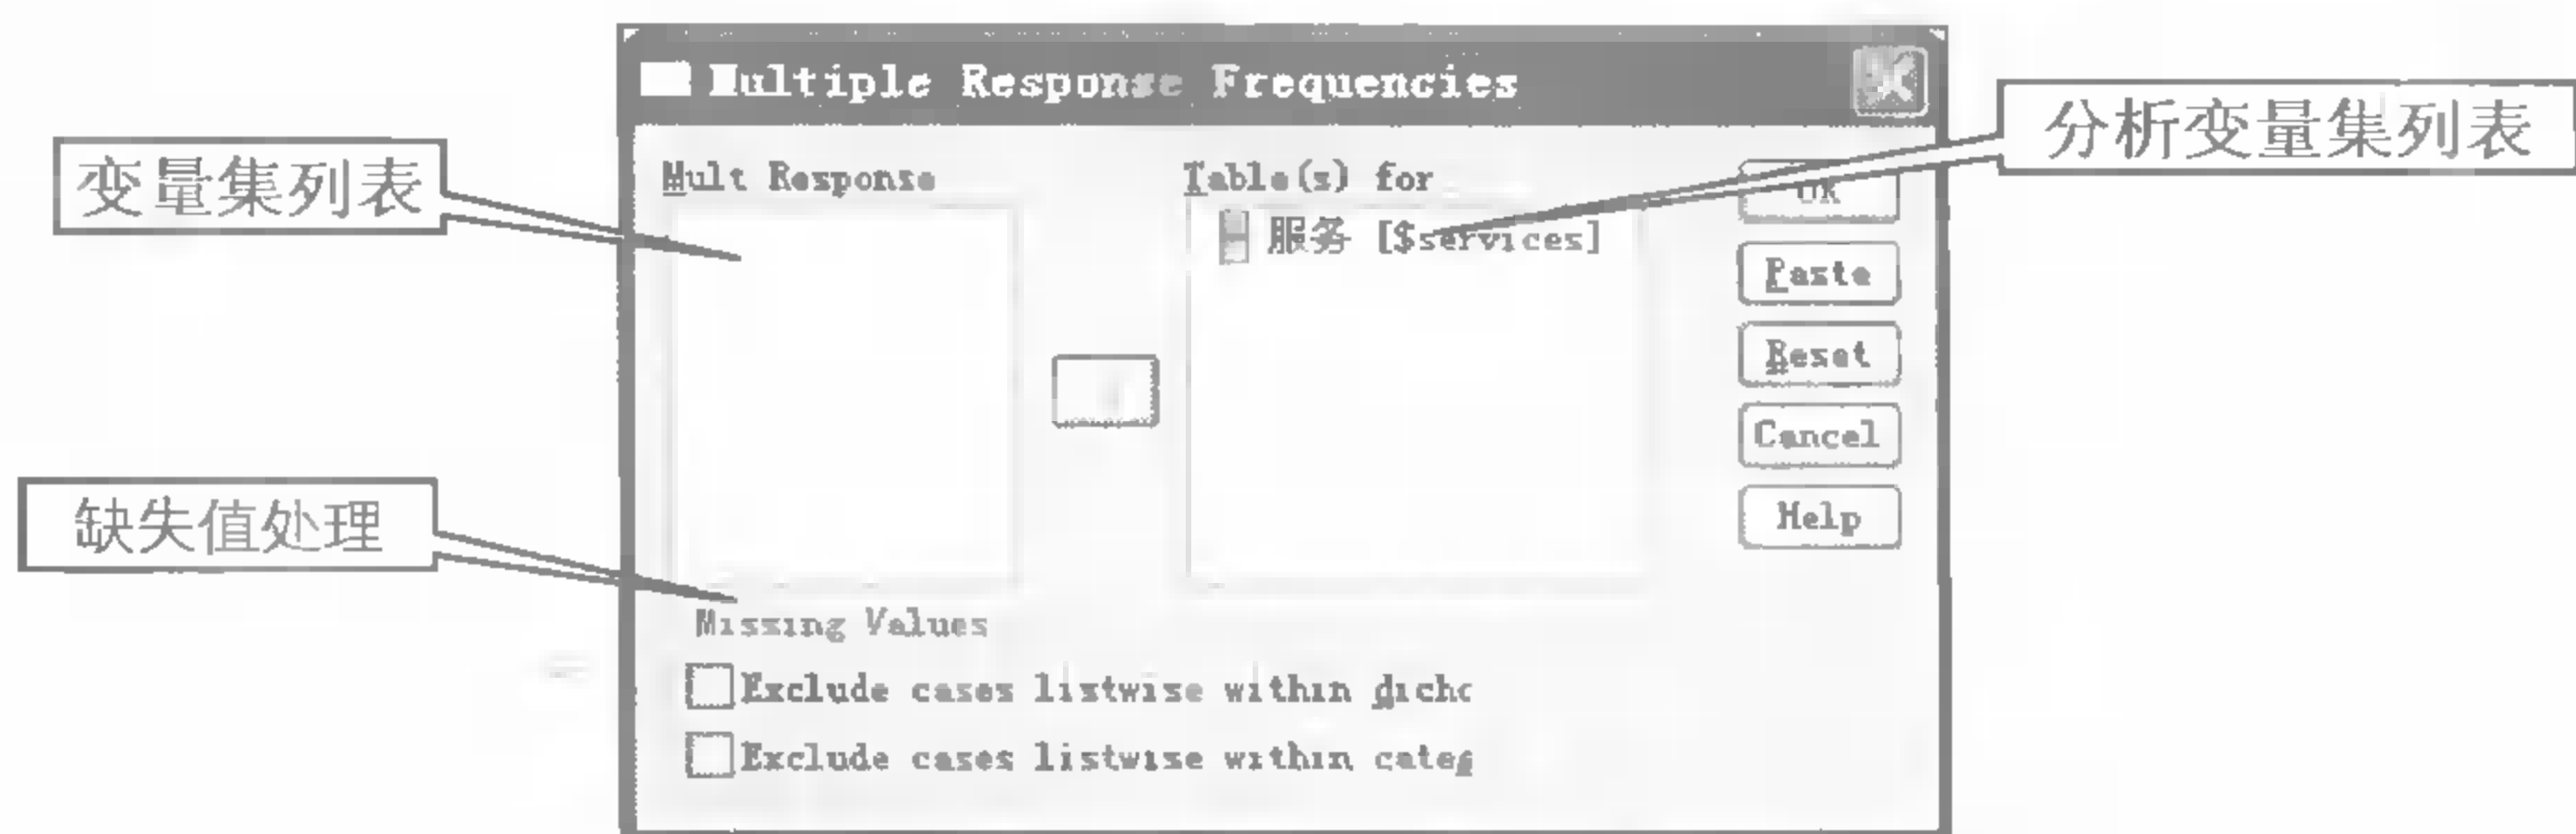 Multiple Response Frequencies
分析变量集列表
变量集列表
Mult Response
Table(s) for
OK
服务 [$services]
Paste
Reset
Cancel
缺失值处理
Help
Missing Values
Exclude cases listwise within dicho
Exclude cases listwise within categ